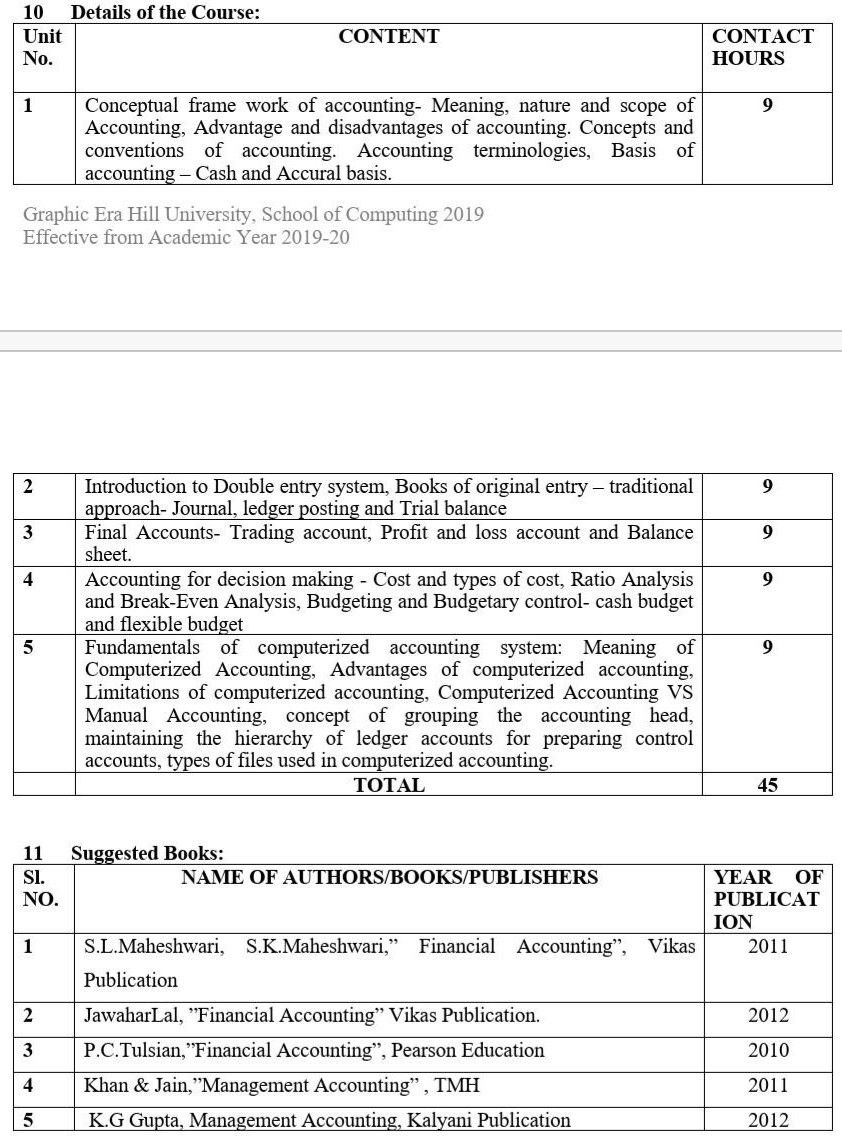 10 Details of the Course:
Unit No. CONTENT CONTACT HOURS
1 Conceptual frame work of accounting- Meaning, nature and scope of 9
Accounting, Advantage and disadvantages of accounting. Concepts and
conventions of accounting. Accounting terminologies, Basis of
accounting – Cash and Accural basis.
Graphic Era Hill University, School of Computing 2019
Effective from Academic Year 2019-20
2 Introduction to Double entry system, Books of original entry – traditional 9
approach- Journal, ledger posting and Trial balance
3 Final Accounts- Trading account, Profit and loss account and Balance 9
sheet.
4 Accounting for decision making - Cost and types of cost, Ratio Analysis 9
and Break-Even Analysis, Budgeting and Budgetary control- cash budget
and flexible budget
5 Fundamentals of computerized accounting system: Meaning of 9
Computerized Accounting, Advantages of computerized accounting,
Limitations of computerized accounting, Computerized Accounting VS
Manual Accounting, concept of grouping the accounting head,
maintaining the hierarchy of ledger accounts for preparing control
accounts, types of files used in computerized accounting.
TOTAL 45
11 Suggested Books:
Sl. NAME OF AUTHORS/BOOKS/PUBLISHERS YEAR OF
NO. PUBLICAT
ION
1 S.L.Maheshwari, S.K.Maheshwari,” Financial Accounting”, Vikas 2011
Publication
2 JawaharLal, ”Financial Accounting” Vikas Publication. 2012
3 P.C.Tulsian,”Financial Accounting”, Pearson Education 2010
4 Khan & Jain,”Management Accounting” , TMH 2011
5 K.G Gupta, Management Accounting, Kalyani Publication 2012